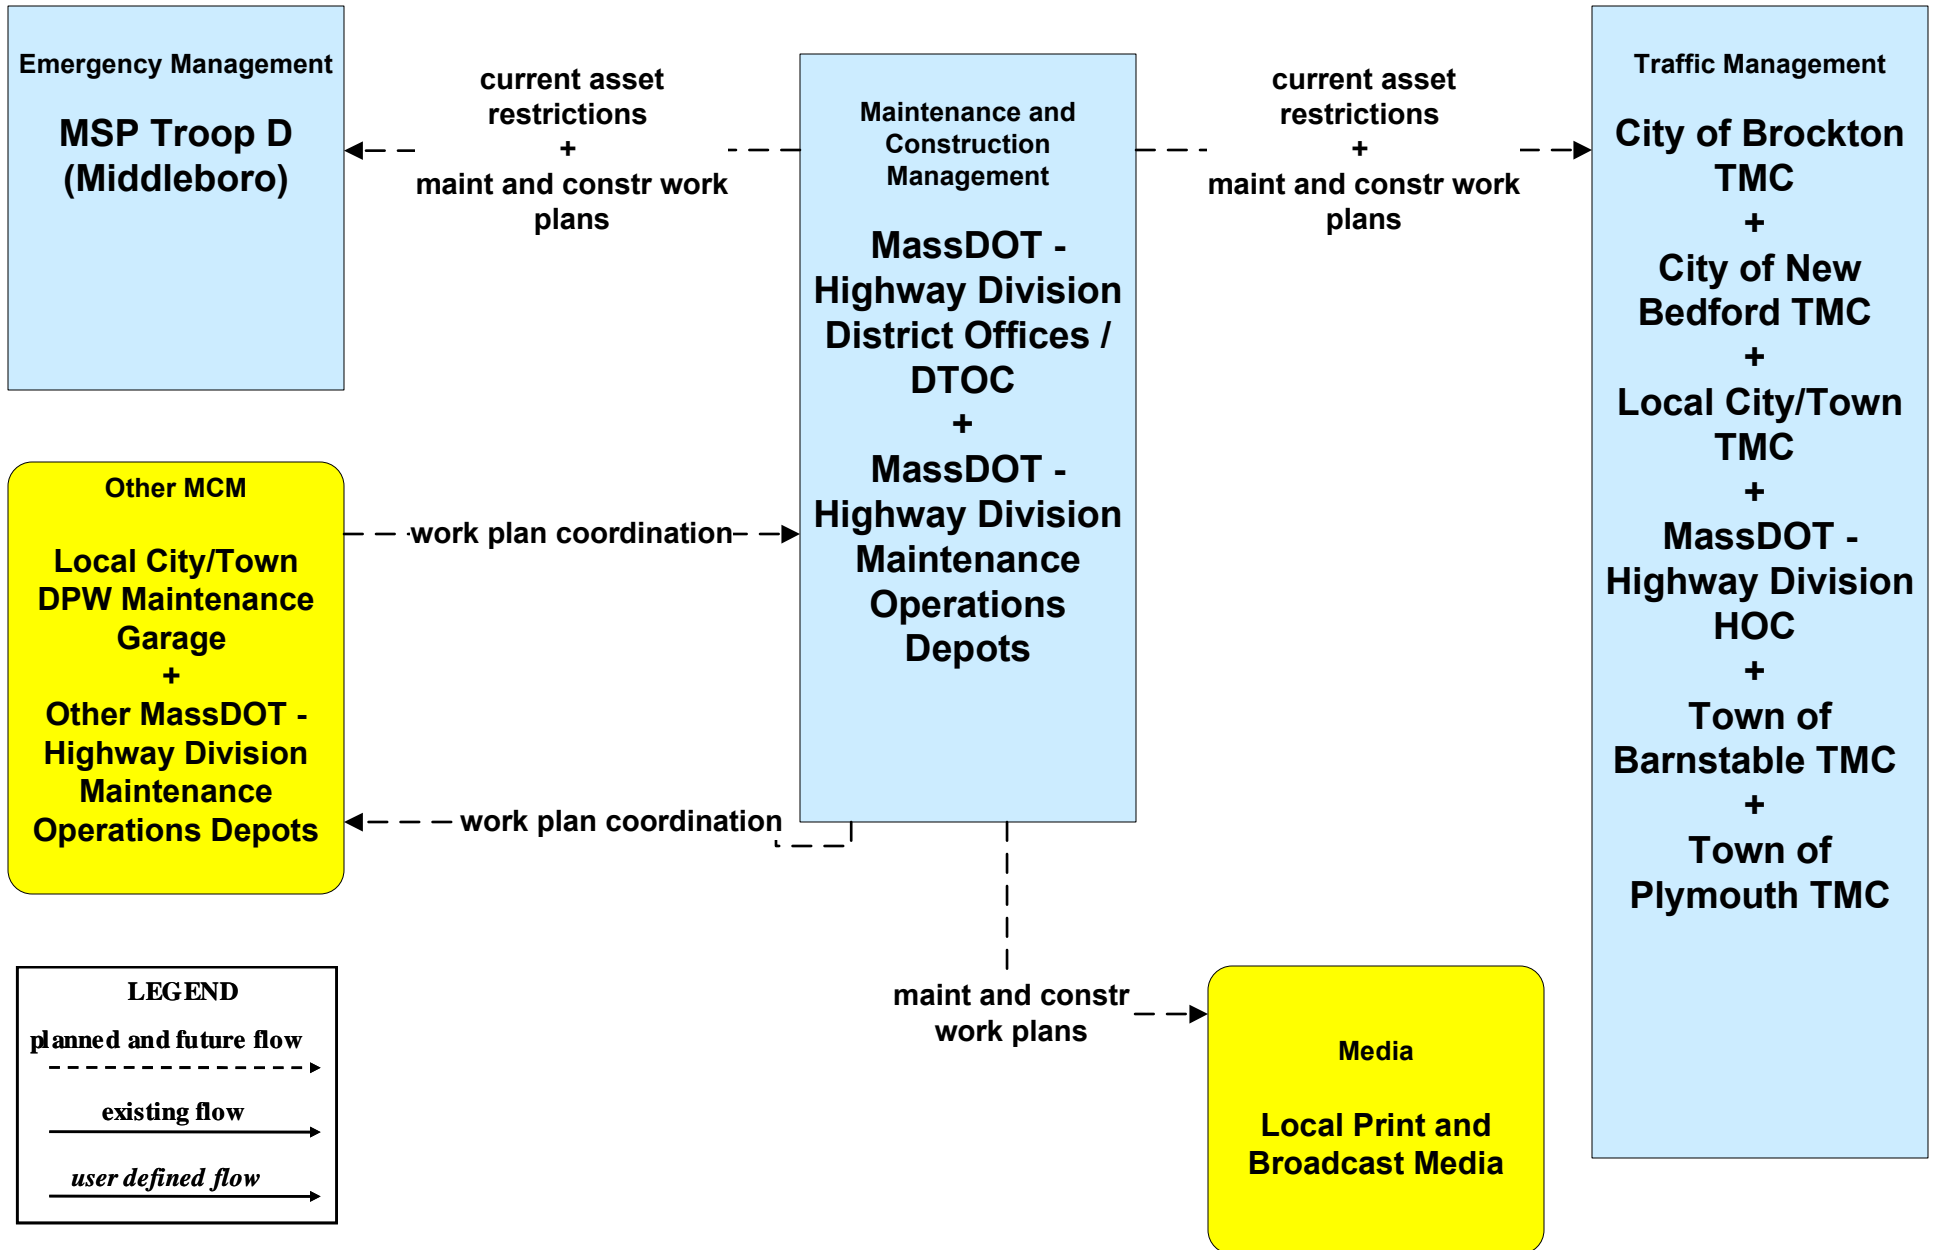 Emergency Management
MSP Troop D
(Middleboro)
current asset
restrictions
+
maint and constr work
plans
Maintenance and
Construction
Management
MassDOT -
Highway Division
District Offices /
DTOC
+
MassDOT -
Highway Division
Maintenance
Operations
Depots
current asset
restrictions
+
maint and constr work
plans
Traffic Management
City of Brockton
TMC
+
City of New
Bedford TMC
+
Local City/Town
TMC
+
MassDOT -
Highway Division
HOC
+
Town of
Barnstable TMC
+
Town of
Plymouth TMC
Other MCM
Local City/Town
DPW Maintenance
Garage
+
Other MassDOT -
Highway Division
Maintenance
Operations Depots
work plan coordination
work plan coordination
maint and constr
work plans
Media
Local Print and
Broadcast Media
LEGEND
planned and future flow
existing flow
user defined flow